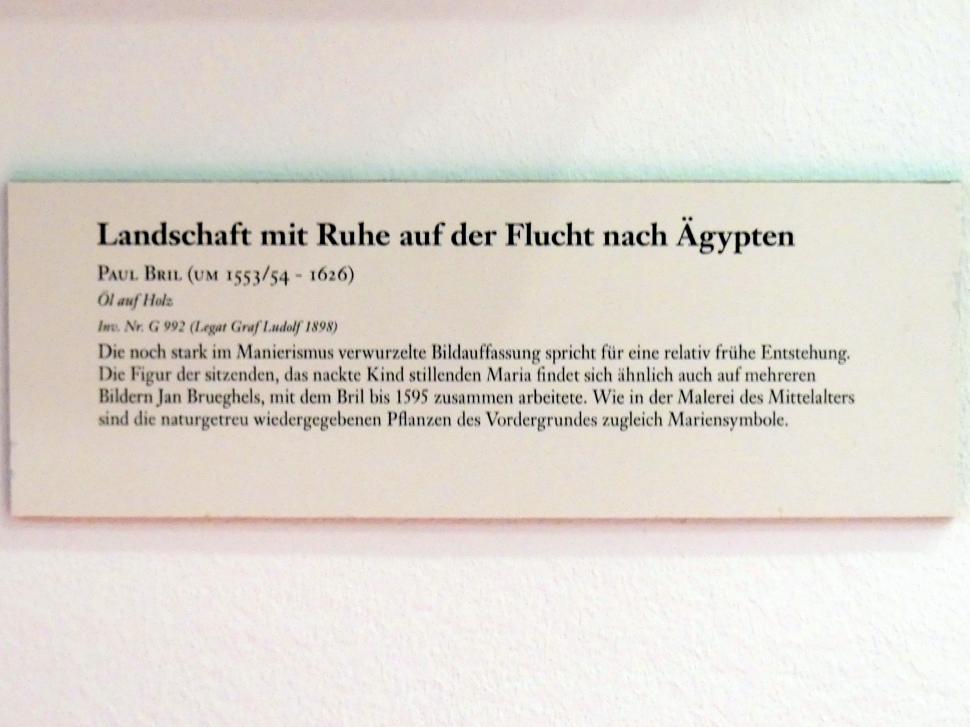 Landschaft mit Ruhe auf der Flucht nach Ägypten
Paul Bril (um 1553/54 - 1626)
Öl auf Holz
Inv. Nr. G 992 (Legat Graf Ludolf 1898)
Die noch stark im Manierismus verwurzelte Bildauffassung spricht für eine relativ frühe Entstehung.
Die Figur der sitzenden, das nackte Kind stillenden Maria findet sich ähnlich auch auf mehreren
Bildern Jan Brueghels, mit dem Bril bis 1595 zusammen arbeitete. Wie in der Malerei des Mittelalters
sind die naturgetreu wiedergegebenen Pflanzen des Vordergrundes zugleich Mariensymbole.